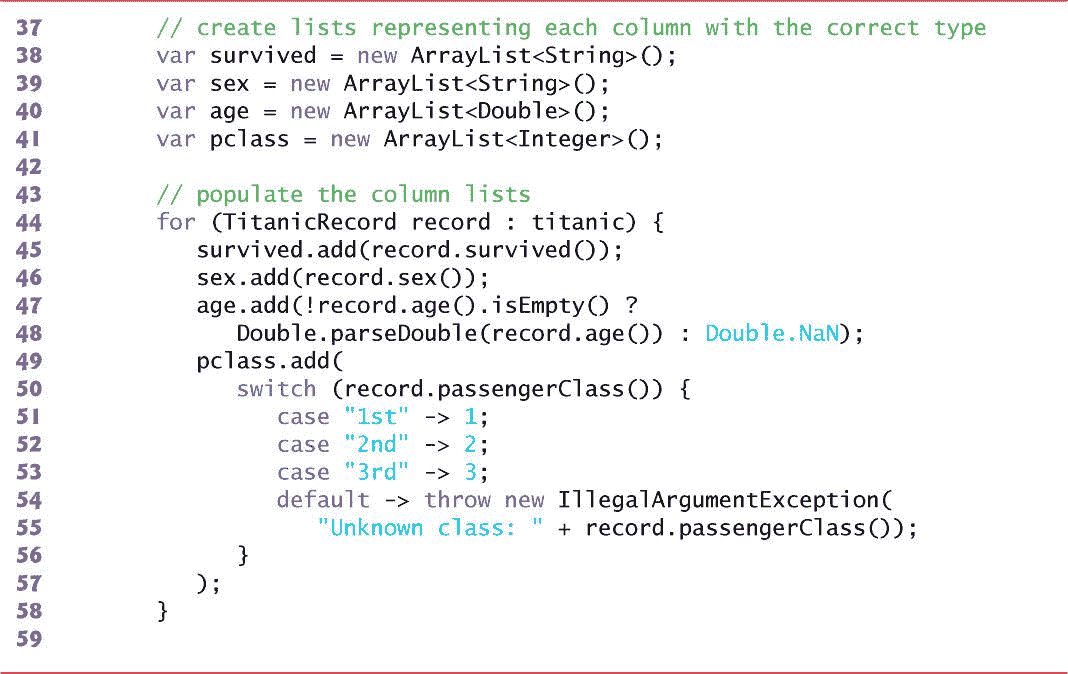 37 // create lists representing each column with the correct type
38 var survived = new ArrayList<String>();
39 var sex = new ArrayList<String>();
40 var age = new ArrayList<Double>();
41 var pclass = new ArrayList<Integer>();
42
43 // populate the column lists
44 for (TitanicRecord record : titanic) {
45 survived.add(record.survived());
46 sex.add(record.sex());
47 age.add(!record.age().isEmpty() ?
48 Double.parseDouble(record.age()) : Double.NaN);
49 pclass.add(
50 switch (record.passengerClass()) {
51 case "1st" -> 1;
52 case "2nd" -> 2;
53 case "3rd" -> 3;
54 default -> throw new IllegalArgumentException(
55 "Unknown class: " + record.passengerClass());
56 }
57 );
58 }
59